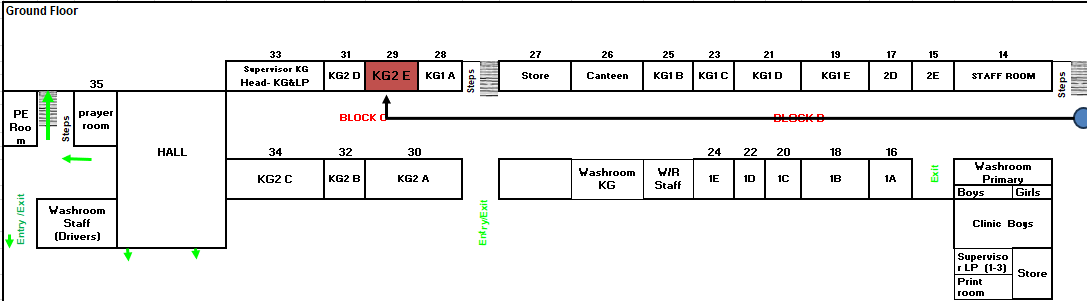 Ground Floor
33 31 29 28 27 26 25 23 21 19 17 15 14
Supervisor KG
Head- KG&LP
KG2 D
KG2 E
KG1 A
Steps
Store
Canteen
KG1 B
KG1 C
KG1 D
KG1 E
2D
2E
STAFF ROOM
Steps
35
PE
Roo
m
Steps
prayer
room
BLOCK C
BLOCK B
HALL
34 32 30 24 22 20 18 16
KG2 C
KG2 B
KG2 A
Washroom
KG
W/R
Staff
1E
1D
1C
1B
1A
Exit
Washroom
Primary
Boys
Girls
Entry /Exit
Washroom
Staff
(Drivers)
Entry/Exit
Clinic Boys
Superviso
r LP (1-3)
Print
room
Store